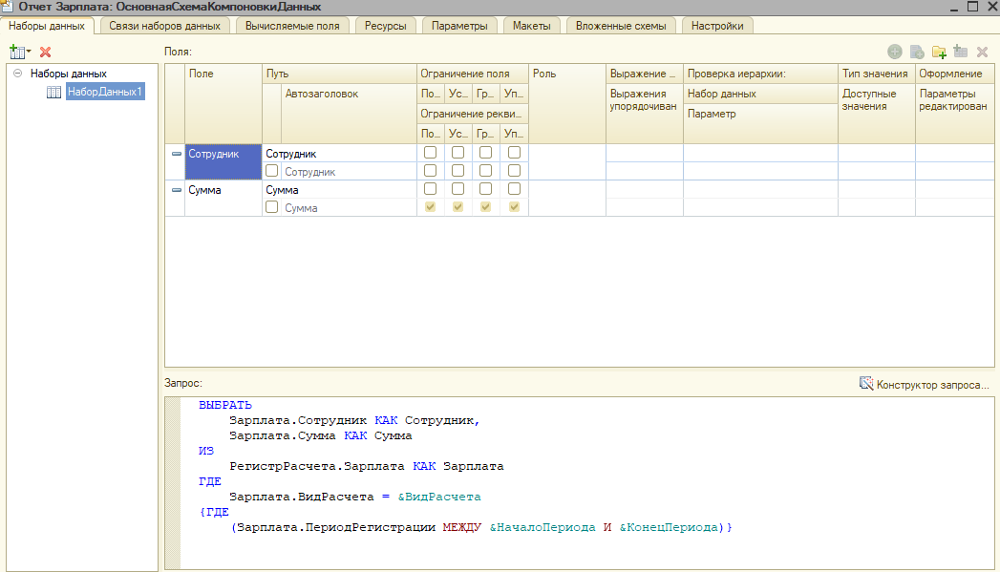 Отчет Зарплата: ОсновнаяСхемаКомпоновкиДанных
Наборы данных Связи наборов данных Вычисляемые поля Ресурсы Параметры Макеты Вложенные схемы Настройки
Поля:
Наборы данных
НаборДанных1
Поле Путь Ограничение поля Роль Выражение ... Проверка иерархии: Тип значения Оформление
Автозаголовок По... Ус... Гр... Уп... Выражения упорядочиван Набор данных Доступные значения Параметры редактирован
Ограничение рекви... Параметр
По... Ус... Гр... Уп...
Сотрудник Сотрудник
Сотрудник
Сумма Сумма
Сумма
Запрос: Конструктор запроса...
ВЫБРАТЬ
Зарплата.Сотрудник КАК Сотрудник,
Зарплата.Сумма КАК Сумма
ИЗ
РегистрРасчета.Зарплата КАК Зарплата
ГДЕ
Зарплата.ВидРасчета = &ВидРасчета
{ГДЕ
(Зарплата.ПериодРегистрации МЕЖДУ &НачалоПериода И &КонецПериода)}